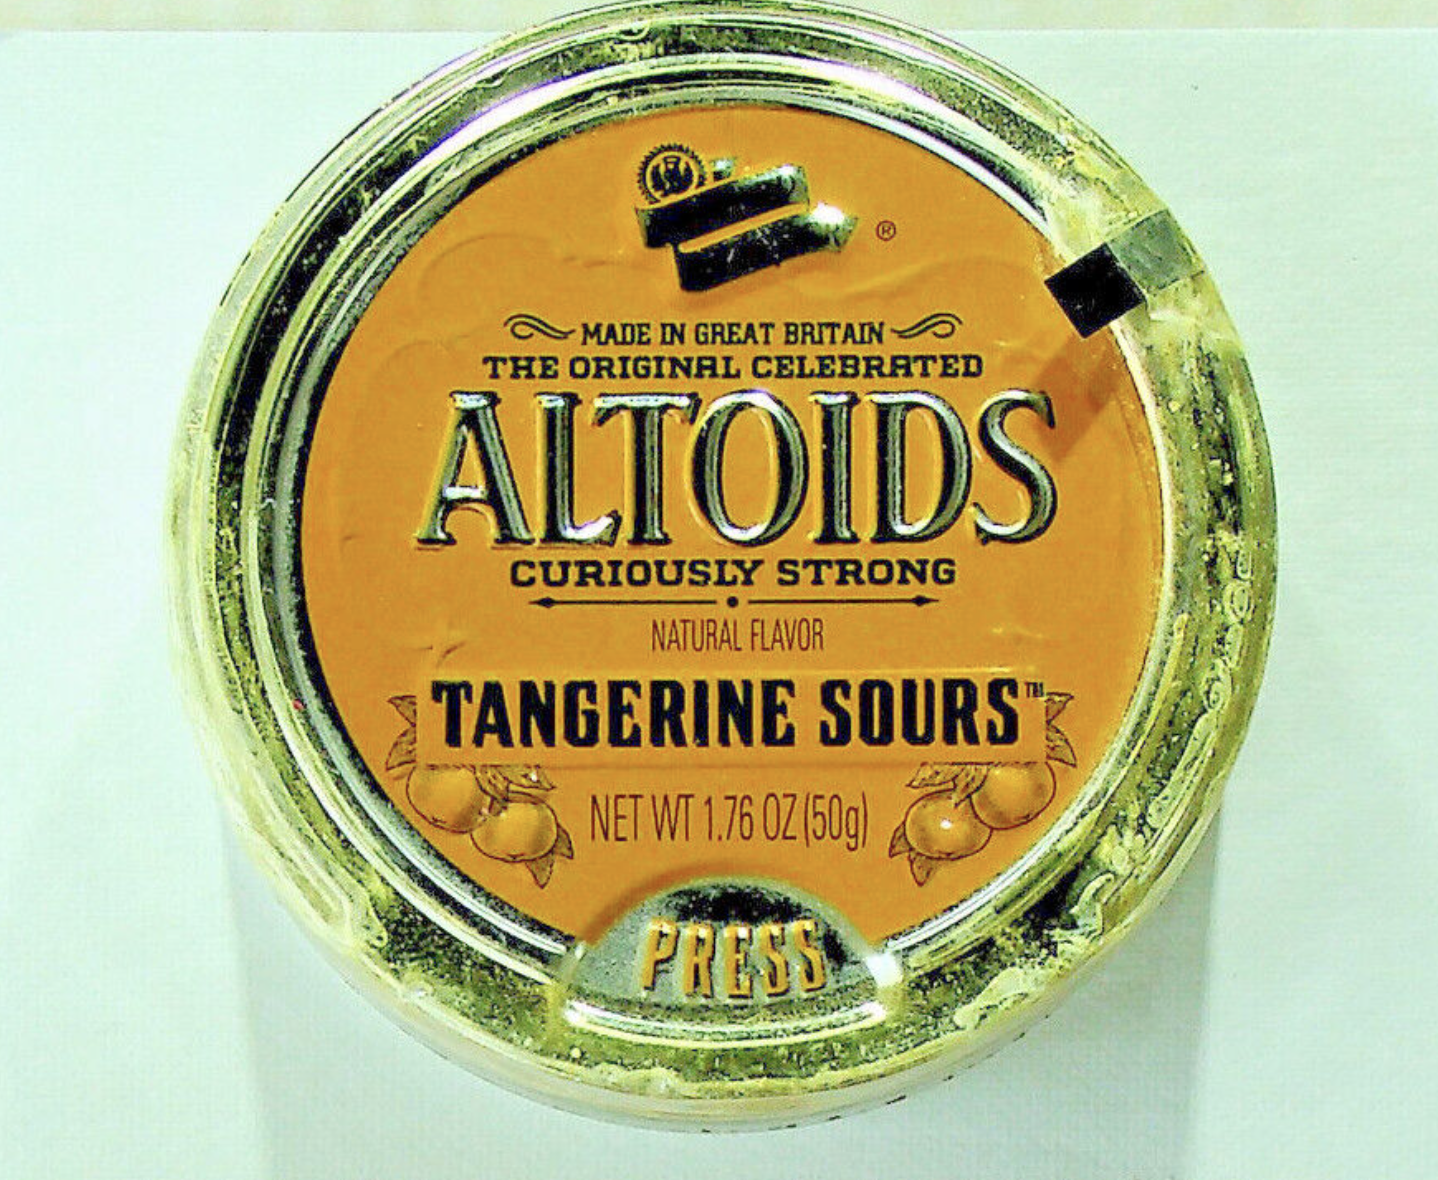 ®
MADE IN GREAT BRITAIN
THE ORIGINAL CELEBRATED
ALTOIDS
CURIOUSLY STRONG
NATURAL FLAVOR
TANGERINE SOURS™
NET WT 1.76 OZ (50g)
PRESS